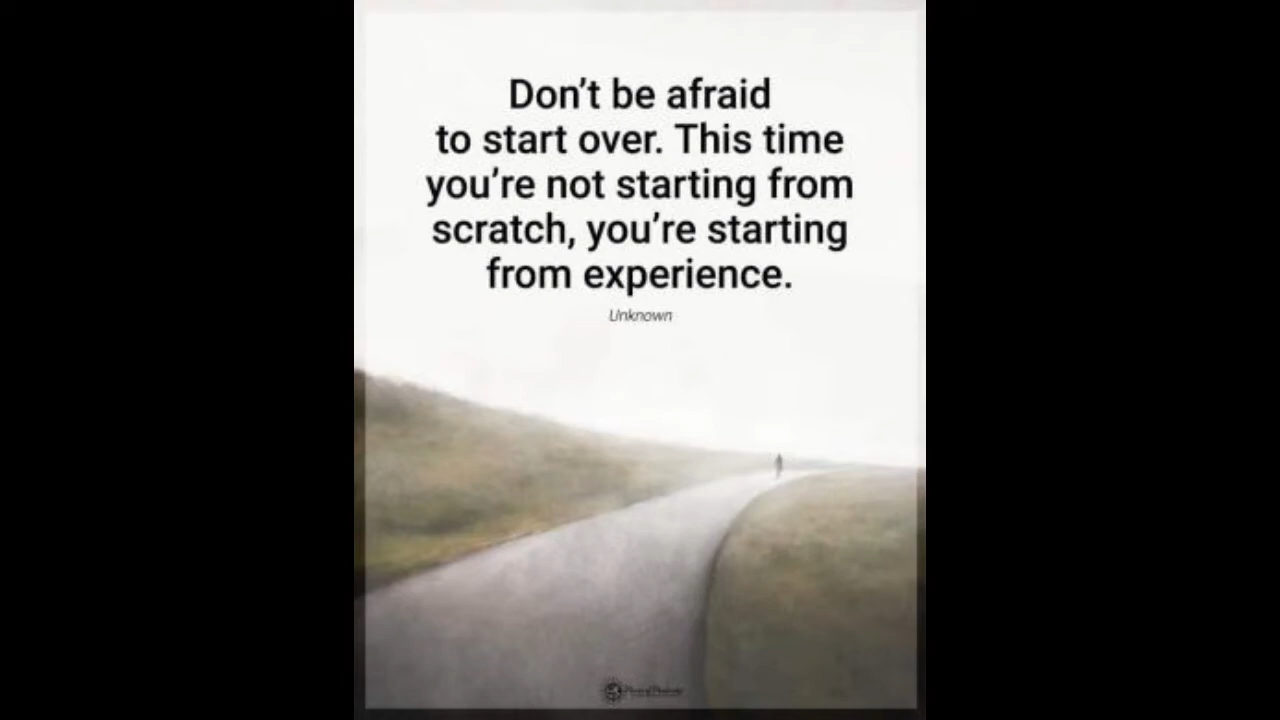 Don’t be afraid
to start over. This time
you’re not starting from
scratch, you’re starting
from experience.
Unknown